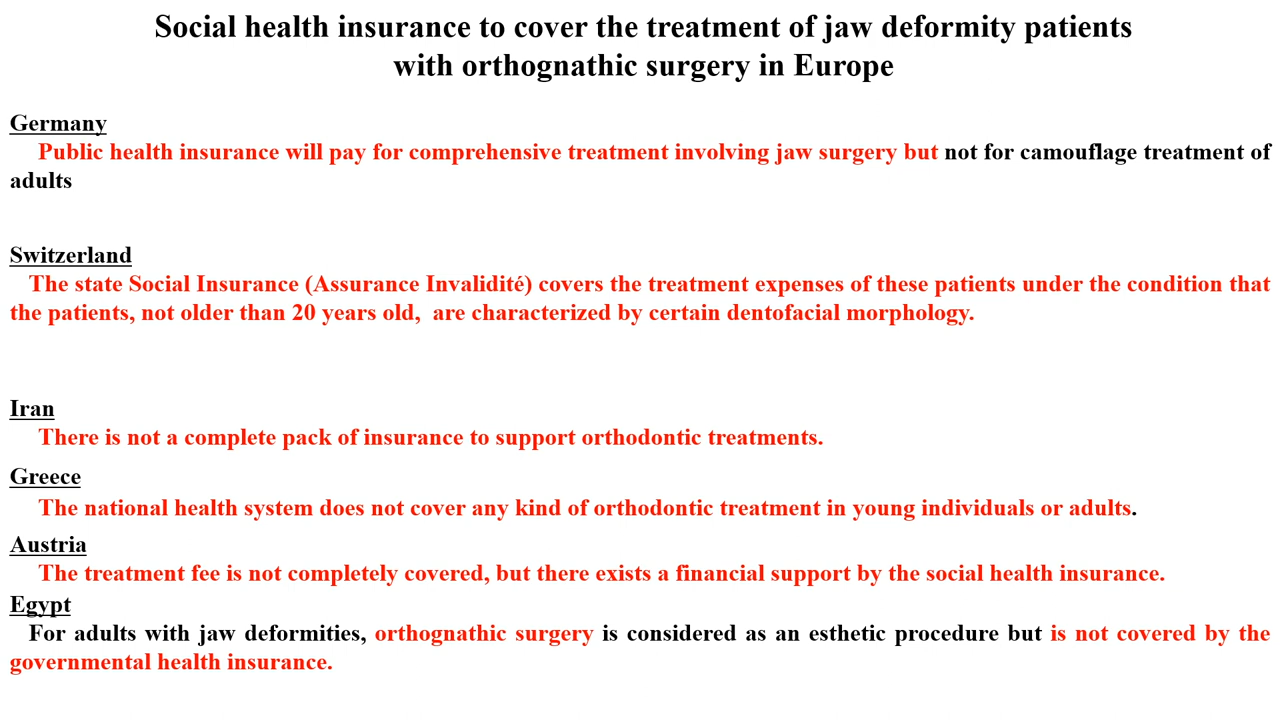 Social health insurance to cover the treatment of jaw deformity patients
with orthognathic surgery in Europe
Germany
Public health insurance will pay for comprehensive treatment involving jaw surgery but not for camouflage treatment of
adults
Switzerland
The state Social Insurance (Assurance Invalidité) covers the treatment expenses of these patients under the condition that
the patients, not older than 20 years old,  are characterized by certain dentofacial morphology.
Iran
There is not a complete pack of insurance to support orthodontic treatments.
Greece
The national health system does not cover any kind of orthodontic treatment in young individuals or adults.
Austria
The treatment fee is not completely covered, but there exists a financial support by the social health insurance.
Egypt
For adults with jaw deformities, orthognathic surgery is considered as an esthetic procedure but is not covered by the
governmental health insurance.